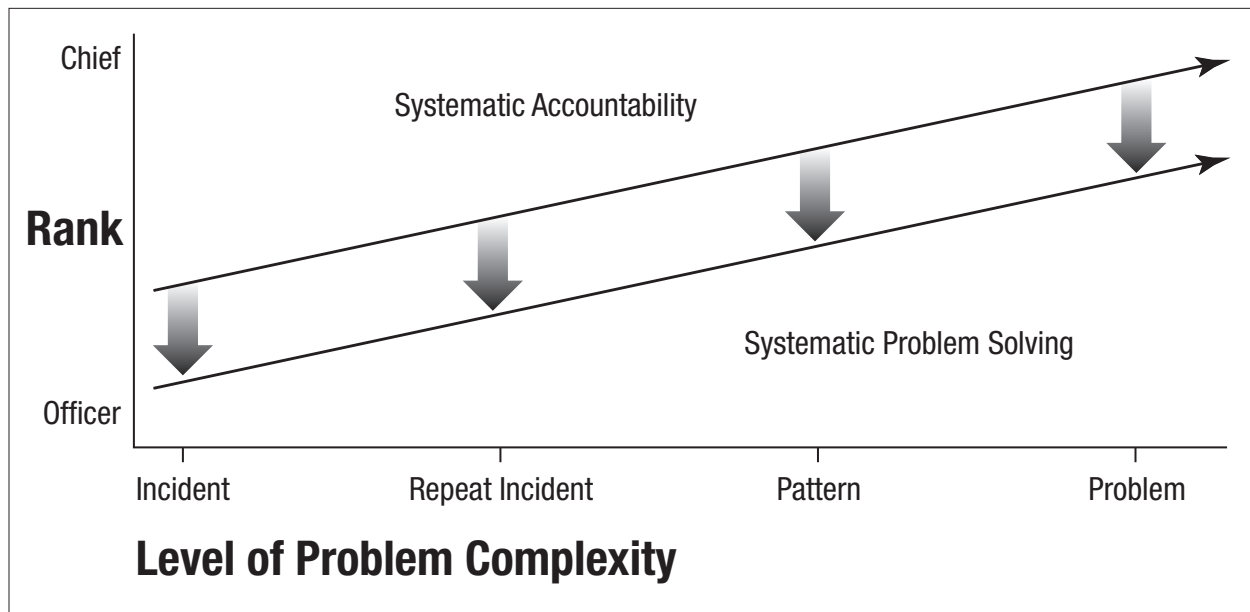 Chief
Systematic Accountability
Rank
Systematic Problem Solving
Officer
Incident
Repeat Incident
Pattern
Problem
Level of Problem Complexity